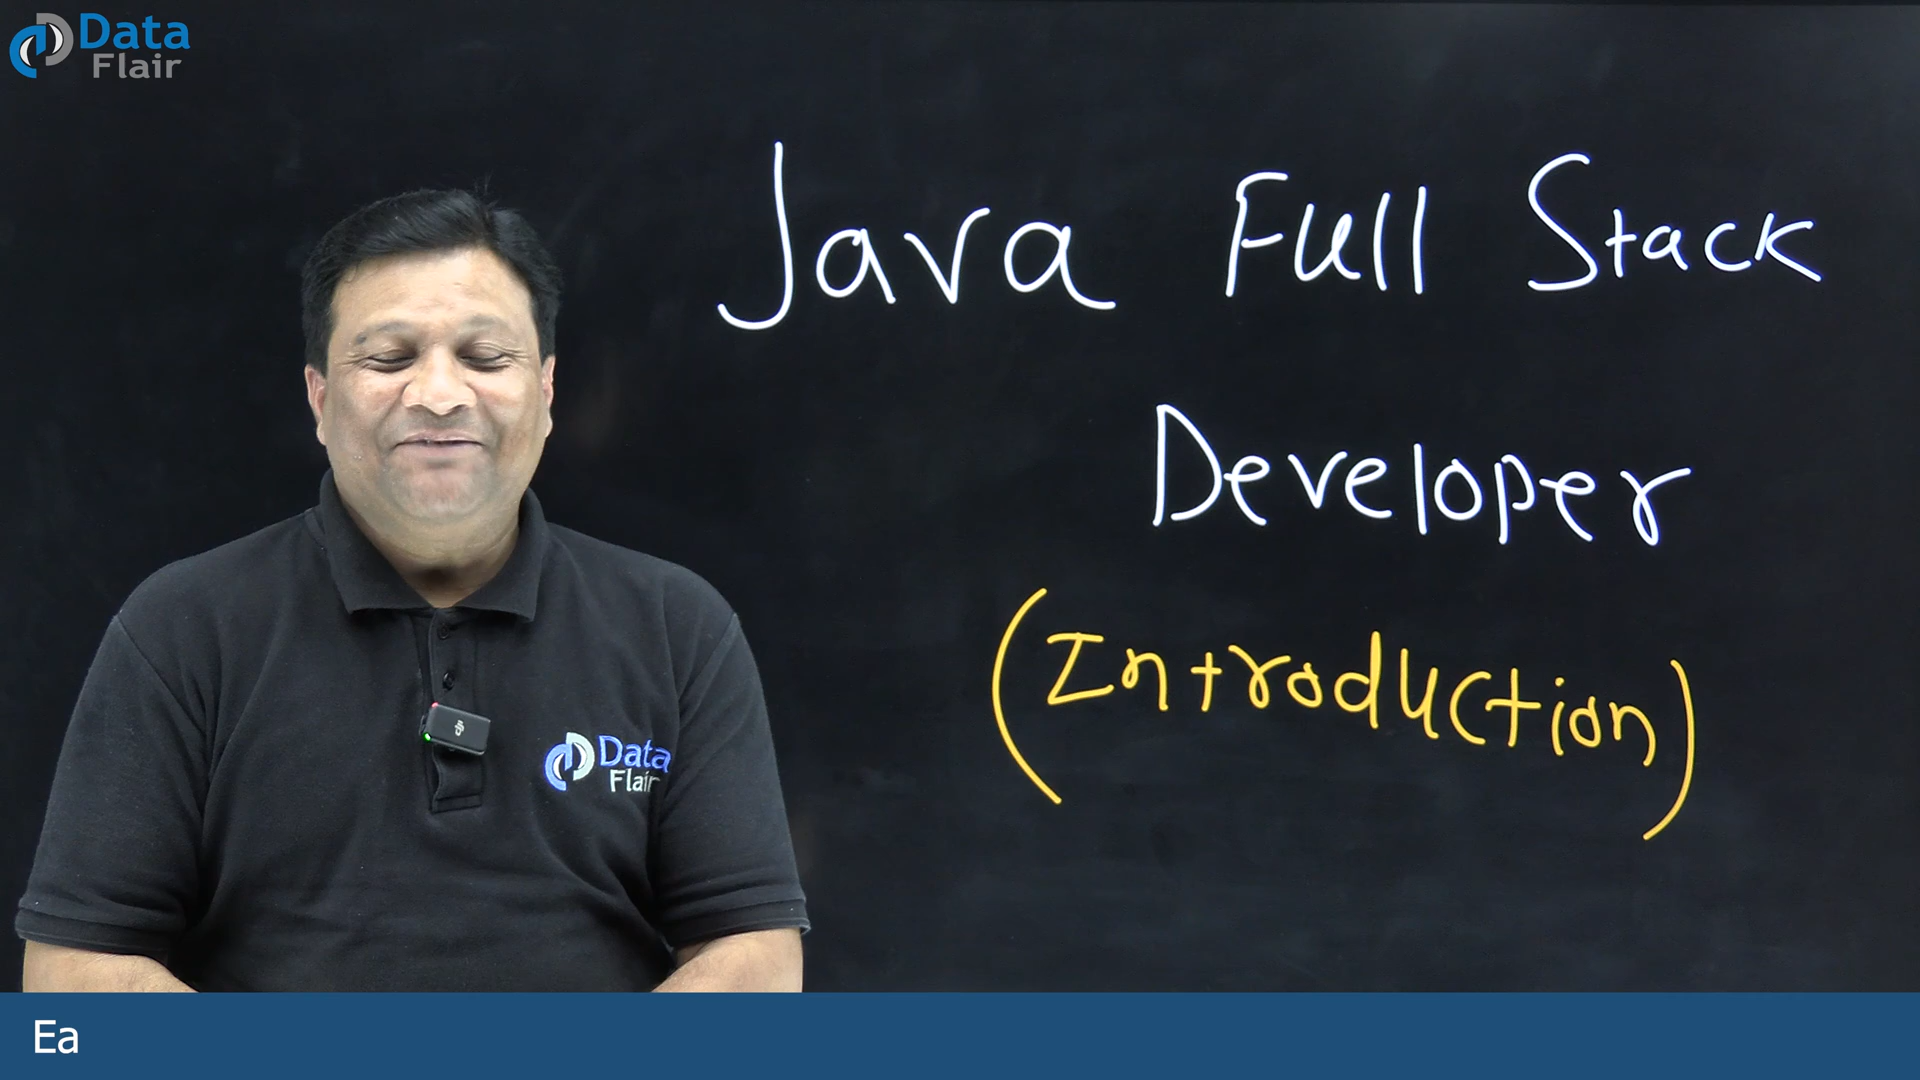 Data
Flair
Java Full Stack
Developer
(Introduction)
Data
Flair
Ea